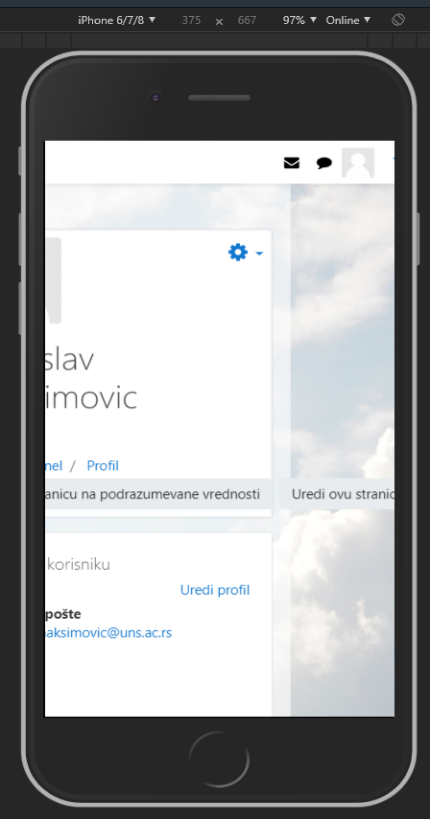 iPhone 6/7/8 ▼ 375 × 667 97% ▼ Online ▼
slav
imovic
nel / Profil
anicu na podrazumevane vrednosti Uredi ovu stranic
korisniku
Uredi profil
pošte
aksimovic@uns.ac.rs